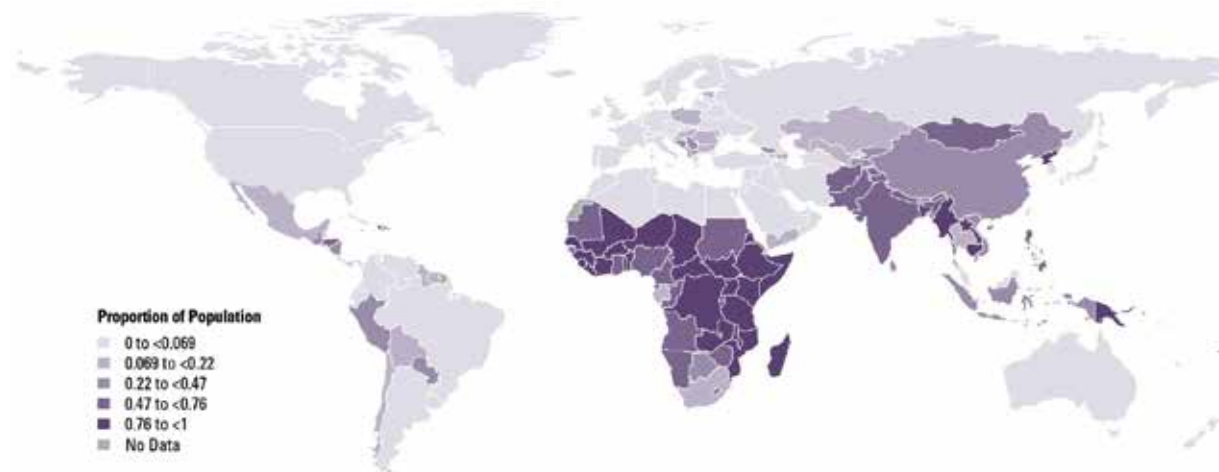 Proportion of Population
0 to <0.069
0.069 to <0.22
0.22 to <0.47
0.47 to <0.76
0.76 to <1
No Data